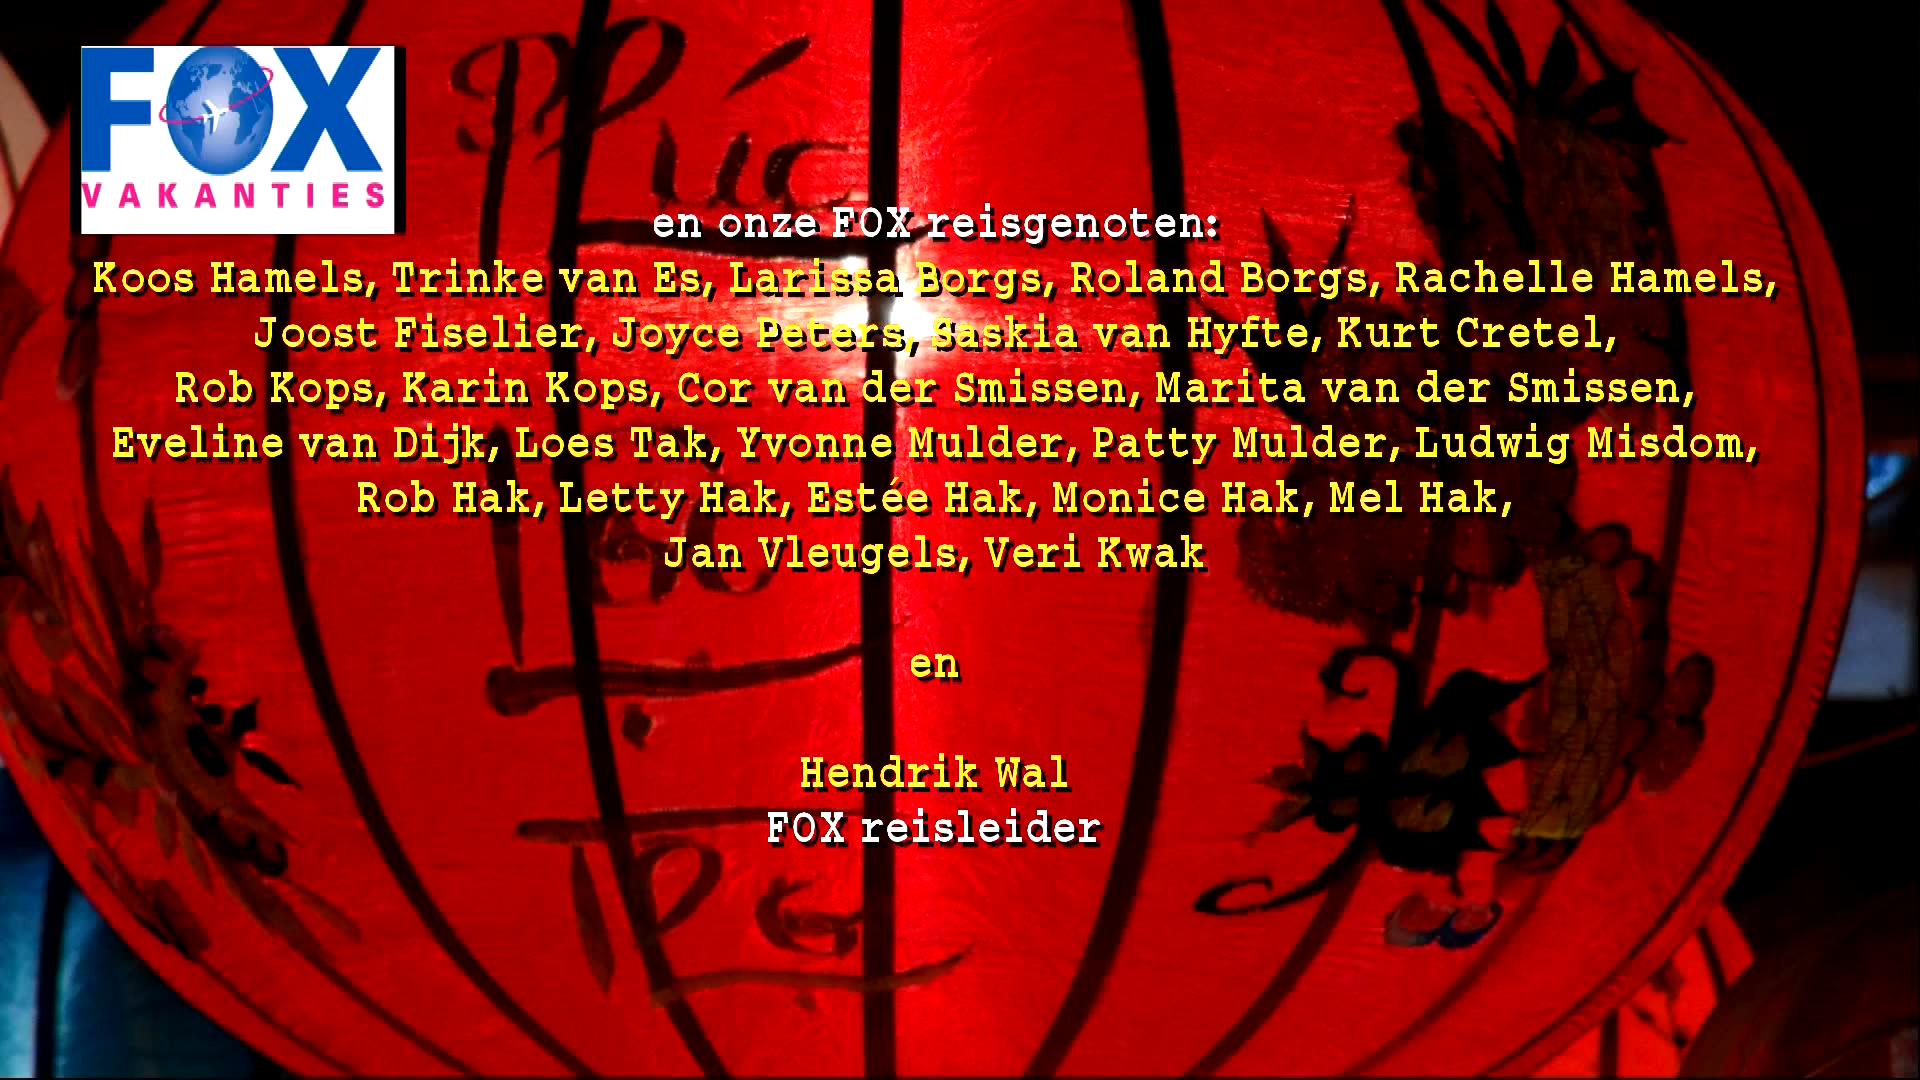 FOX
VAKANTIES
en onze FOX reisgenoten:
Koos Hamels, Trinke van Es, Larissa Borgs, Roland Borgs, Rachelle Hamels,
Joost Fiselier, Joyce Peters, Saskia van Hyfte, Kurt Cretel,
Rob Kops, Karin Kops, Cor van der Smissen, Marita van der Smissen,
Eveline van Dijk, Loes Tak, Yvonne Mulder, Patty Mulder, Ludwig Misdom,
Rob Hak, Letty Hak, Estée Hak, Monice Hak, Mel Hak,
Jan Vleugels, Veri Kwak
en
Hendrik Wal
FOX reisleider